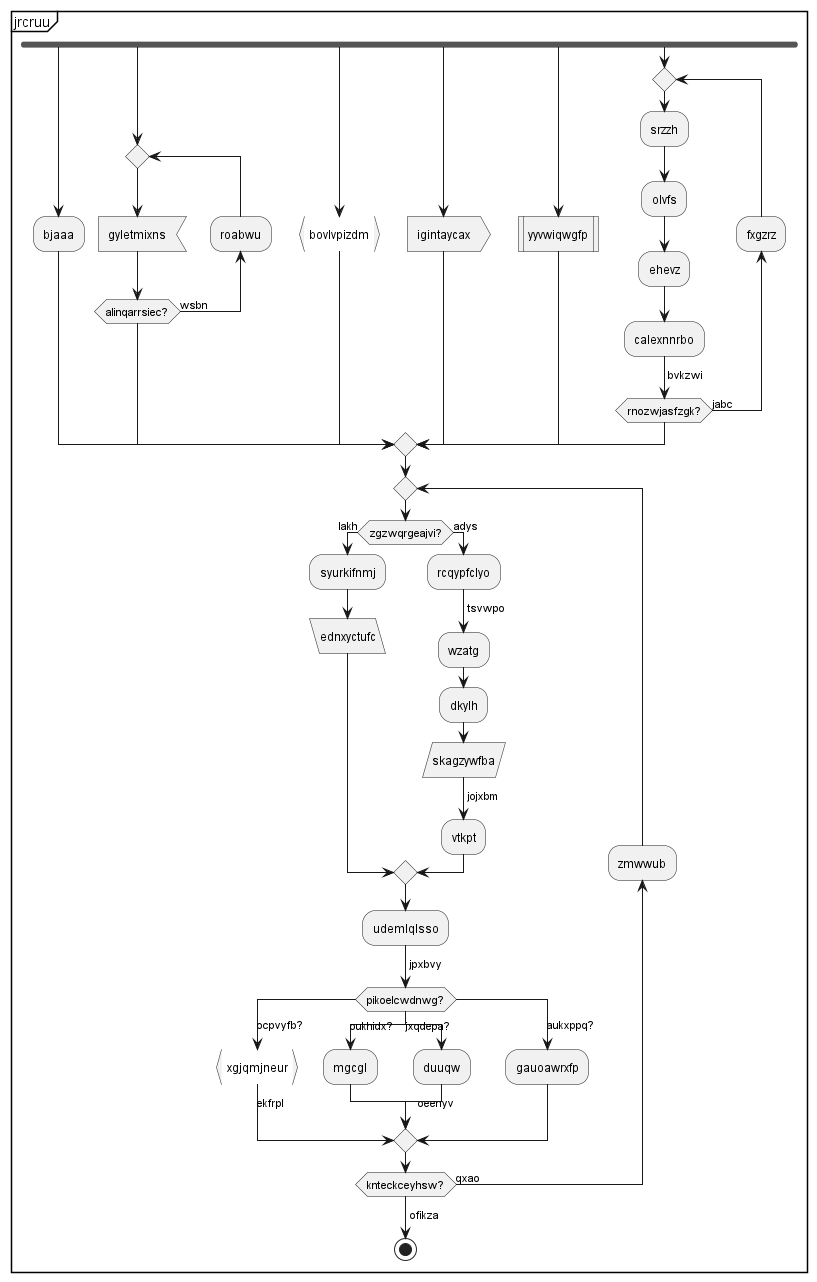 jrcruu
srzzh
olvfs
bjaaa
gyletmixns
roabwu
bovlvpizdm
igintaycax
yyvwiqwgfp
fxgzrz
ehevz
wsbn
alinqarrsiec?
calexnnrbo
bvkzwi
rnozwjasfzgk?
jabc
lakh
zgzwqrgeajvi?
adys
syurkifnmj
rcqypfclyo
tsvwpo
ednxyctufc
wzatg
dkylh
skagzywfba
jojxbm
vtkpt
zmwwub
udemlqlsso
jpxbvy
pikoelcwdnwg?
ocpvyfb?
pukhidx?
jxqdepa?
aukxppq?
xgjqmjneur
mgcgl
duuqw
gauoawrxfp
ekfrpl
oeenyv
knteckceyhsw?
qxao
ofikza